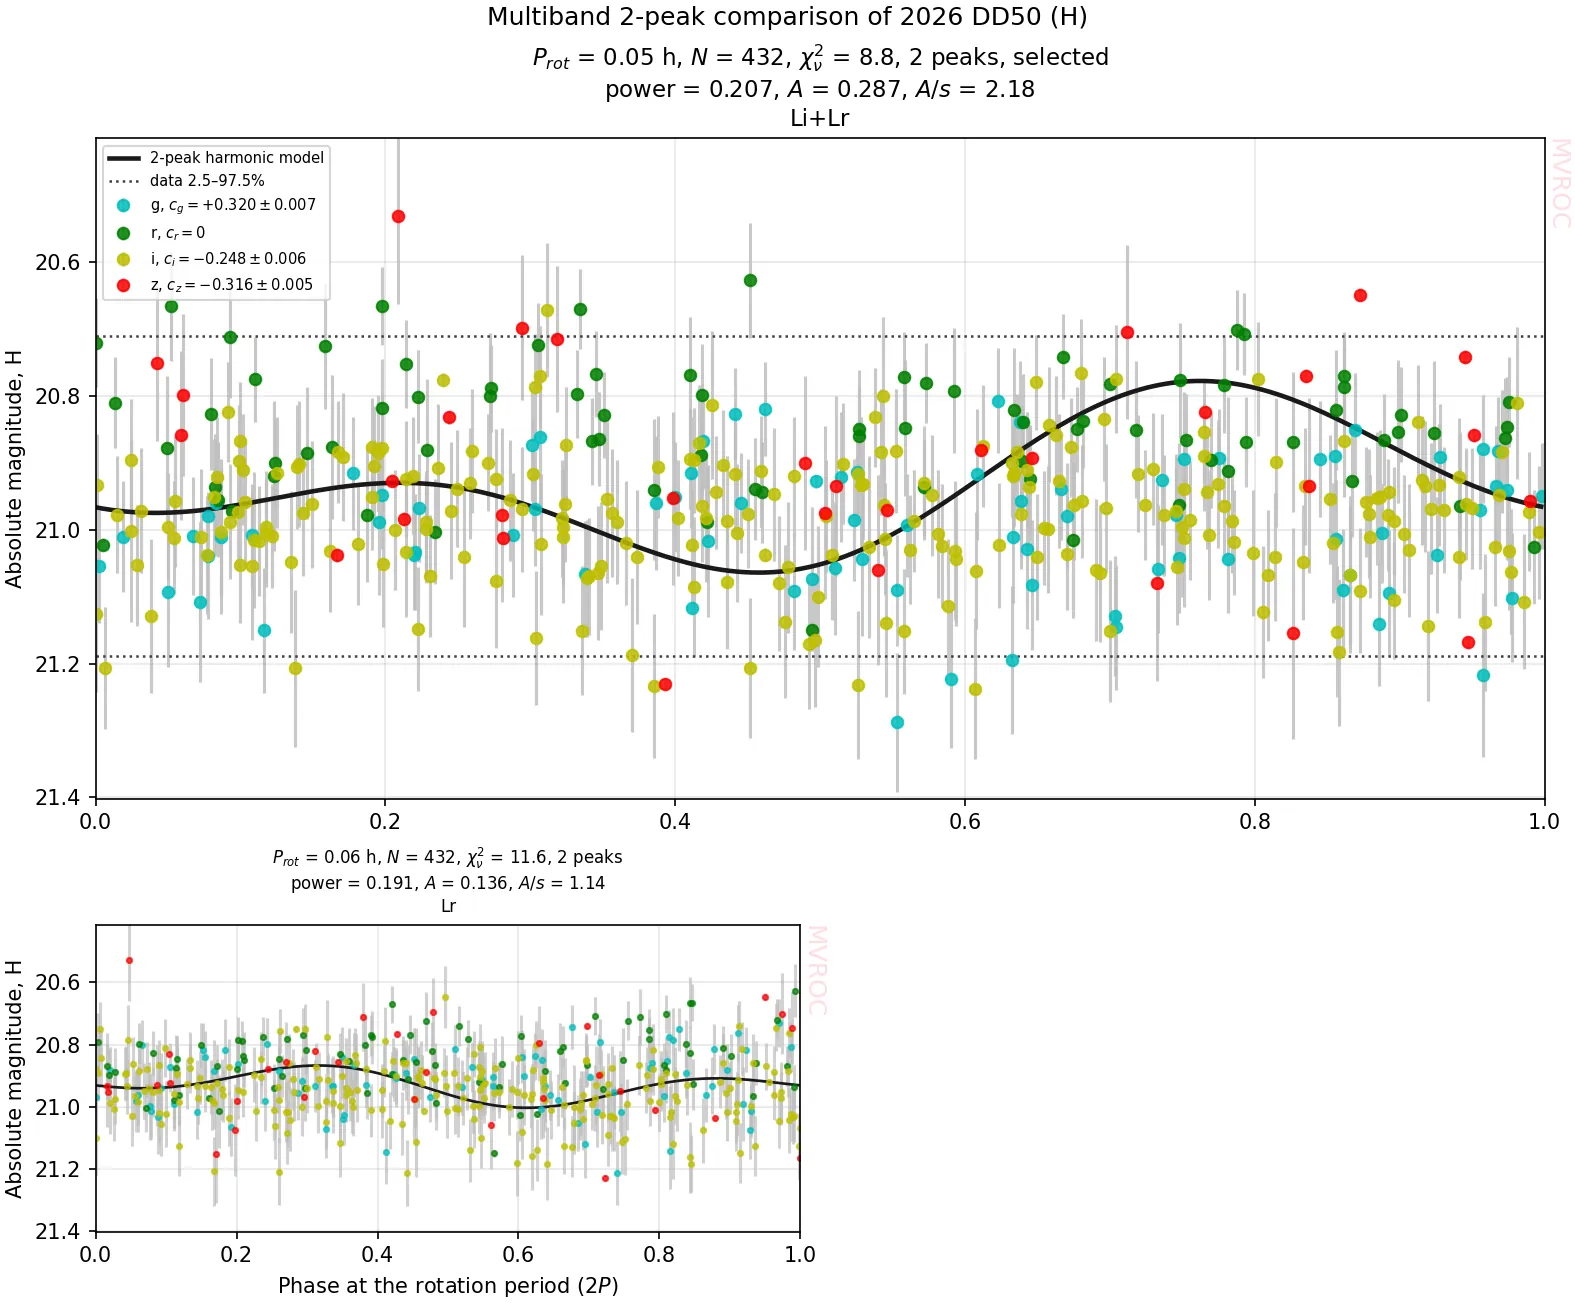 Multiband 2-peak comparison of 2026 DD50 (H)
P_rot = 0.05 h, N = 432, χ²_ν = 8.8, 2 peaks, selected
power = 0.207, A = 0.287, A/s = 2.18
Li+Lr
2-peak harmonic model
data 2.5–97.5%
g, c_g = +0.320 ± 0.007
r, c_r = 0
i, c_i = −0.248 ± 0.006
z, c_z = −0.316 ± 0.005
MVROC
Absolute magnitude, H
20.6
20.8
21.0
21.2
21.4
0.0 0.2 0.4 0.6 0.8 1.0
P_rot = 0.06 h, N = 432, χ²_ν = 11.6, 2 peaks
power = 0.191, A = 0.136, A/s = 1.14
Lr
MVROC
Absolute magnitude, H
20.6
20.8
21.0
21.2
21.4
0.0 0.2 0.4 0.6 0.8 1.0
Phase at the rotation period (2P)